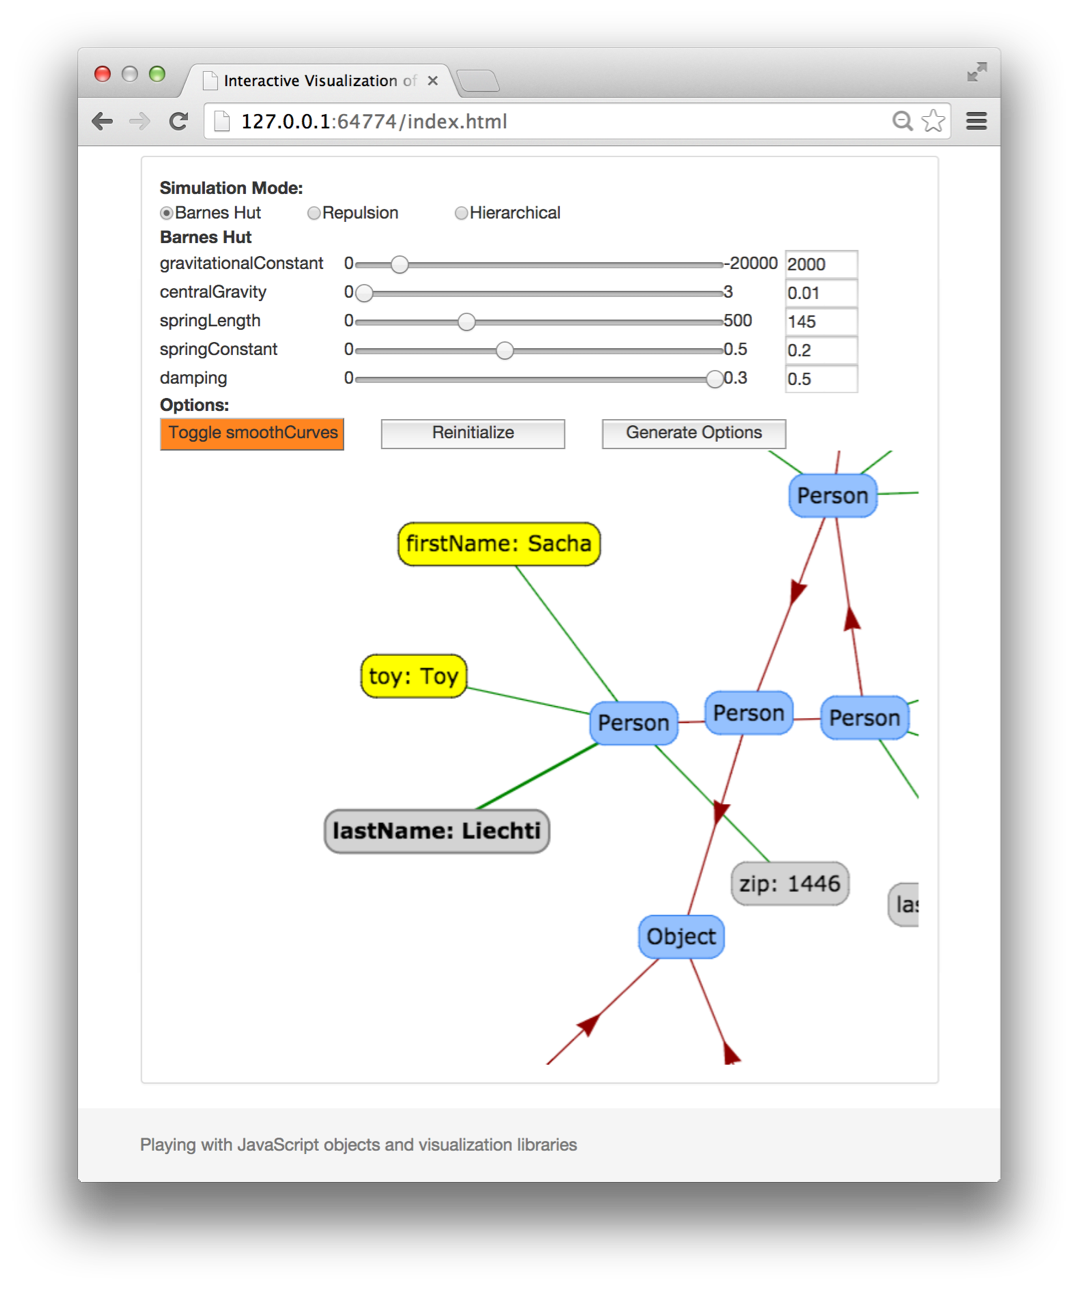 Interactive Visualization of
127.0.0.1:64774/index.html
Simulation Mode:
Barnes Hut Repulsion Hierarchical
Barnes Hut
gravitationalConstant 0 -20000 2000
centralGravity 0 3 0.01
springLength 0 500 145
springConstant 0 0.5 0.2
damping 0 0.3 0.5
Options:
Toggle smoothCurves Reinitialize Generate Options
Person
firstName: Sacha
toy: Toy
Person Person Person
lastName: Liechti
zip: 1446
las
Object
Playing with JavaScript objects and visualization libraries